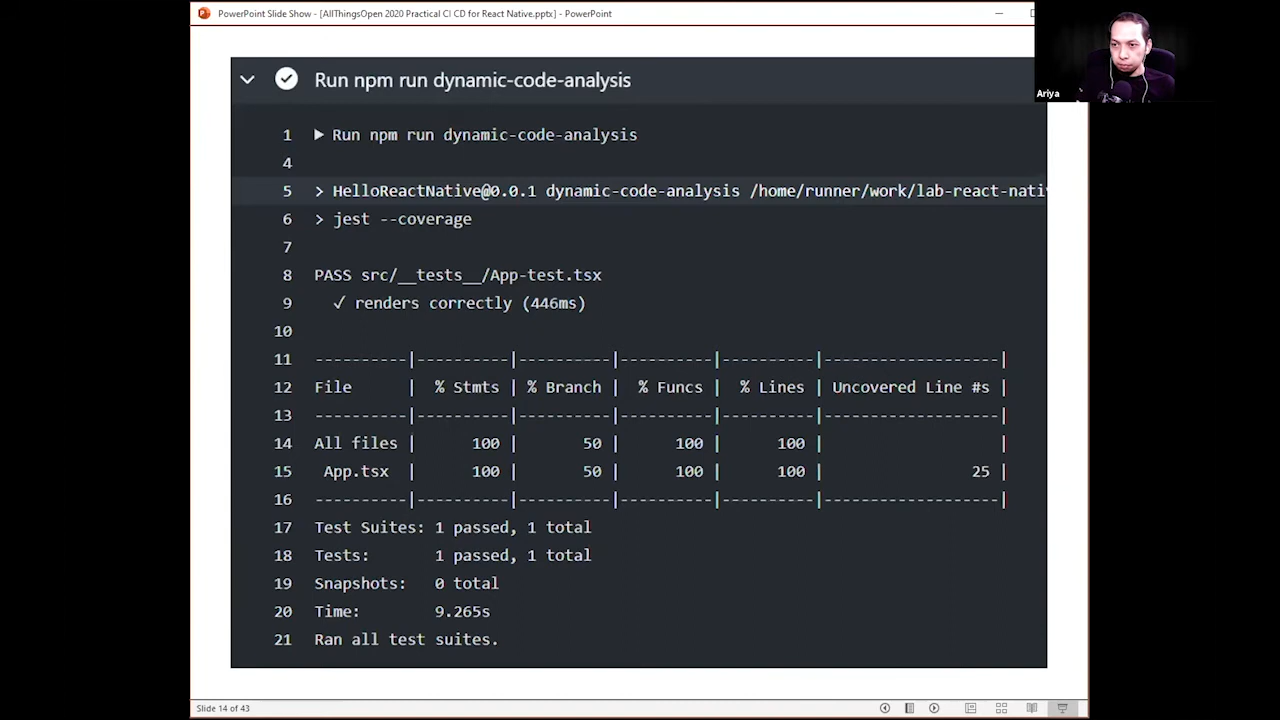 PowerPoint Slide Show - [AllThingsOpen 2020 Practical CI CD for React Native.pptx] - PowerPoint
Ariya
Run npm run dynamic-code-analysis
1 ▶ Run npm run dynamic-code-analysis
4
5 > HelloReactNative@0.0.1 dynamic-code-analysis /home/runner/work/lab-react-nativ
6 > jest --coverage
7
8 PASS src/__tests__/App-test.tsx
9 ✓ renders correctly (446ms)
10
11 ----------|----------|----------|----------|----------|-------------------|
12 File | % Stmts | % Branch | % Funcs | % Lines | Uncovered Line #s |
13 ----------|----------|----------|----------|----------|-------------------|
14 All files | 100 | 50 | 100 | 100 | |
15 App.tsx | 100 | 50 | 100 | 100 | 25 |
16 ----------|----------|----------|----------|----------|-------------------|
17 Test Suites: 1 passed, 1 total
18 Tests: 1 passed, 1 total
19 Snapshots: 0 total
20 Time: 9.265s
21 Ran all test suites.
Slide 14 of 43